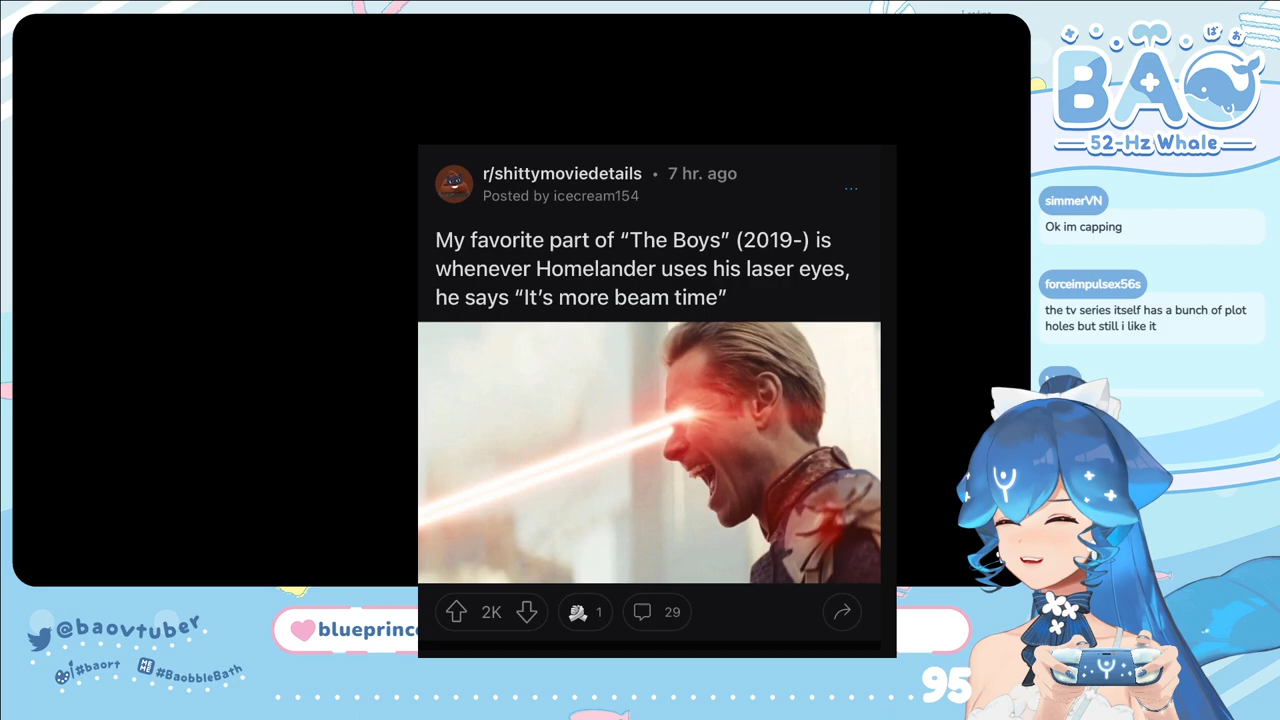 r/shittymoviedetails • 7 hr. ago
Posted by icecream154
...
My favorite part of “The Boys” (2019-) is
whenever Homelander uses his laser eyes,
he says “It’s more beam time”
2K
1
29
ばお
BAO
52-Hz Whale
simmerVN
Ok im capping
forceimpulsex56s
the tv series itself has a bunch of plot
holes but still i like it
@baovtuber
#baort
MEME
#BaobbleBath
blueprinc
95